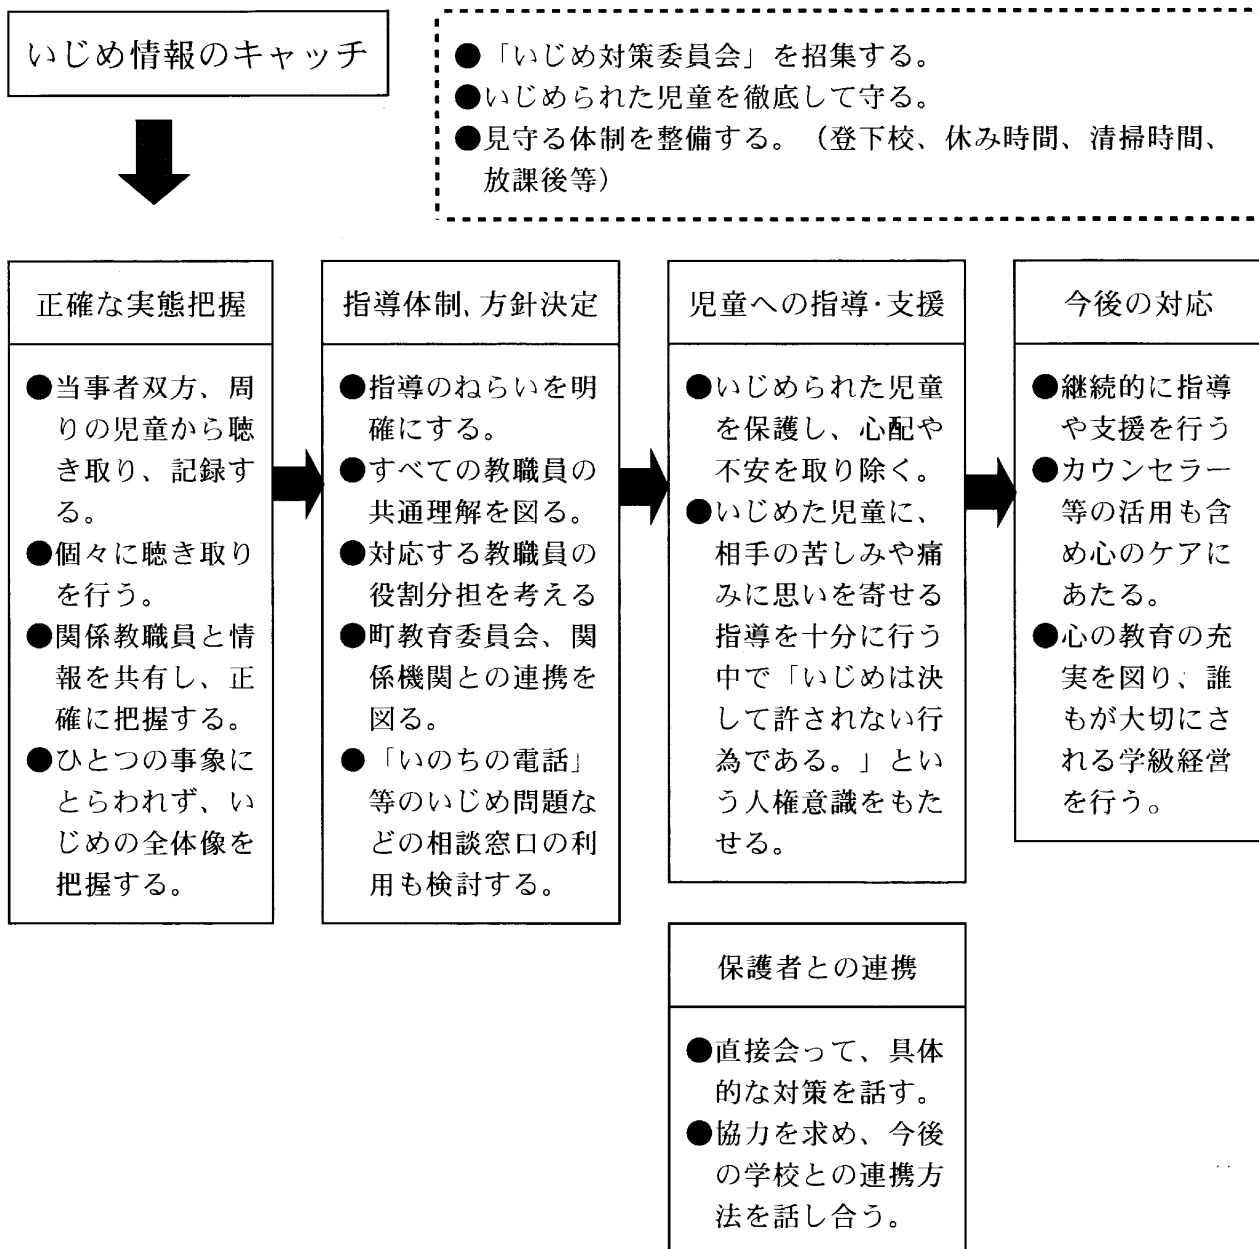 いじめ情報のキャッチ
●「いじめ対策委員会」を招集する。
●いじめられた児童を徹底して守る。
●見守る体制を整備する。（登下校、休み時間、清掃時間、
放課後等）
正確な実態把握
●当事者双方、周
りの児童から聴
き取り、記録す
る。
●個々に聴き取り
を行う。
●関係教職員と情
報を共有し、正
確に把握する。
●ひとつの事象に
とらわれず、い
じめの全体像を
把握する。
指導体制、方針決定
●指導のねらいを明
確にする。
●すべての教職員の
共通理解を図る。
●対応する教職員の
役割分担を考える
●町教育委員会、関
係機関との連携を
図る。
●「いのちの電話」
等のいじめ問題な
どの相談窓口の利
用も検討する。
児童への指導・支援
●いじめられた児童
を保護し、心配や
不安を取り除く。
●いじめた児童に、
相手の苦しみや痛
みに思いを寄せる
指導を十分に行う
中で「いじめは決
して許されない行
為である。」とい
う人権意識をもた
せる。
保護者との連携
●直接会って、具体
的な対策を話す。
●協力を求め、今後
の学校との連携方
法を話し合う。
今後の対応
●継続的に指導
や支援を行う
●カウンセラー
等の活用も含
め心のケアに
あたる。
●心の教育の充
実を図り、誰
もが大切にさ
れる学級経営
を行う。